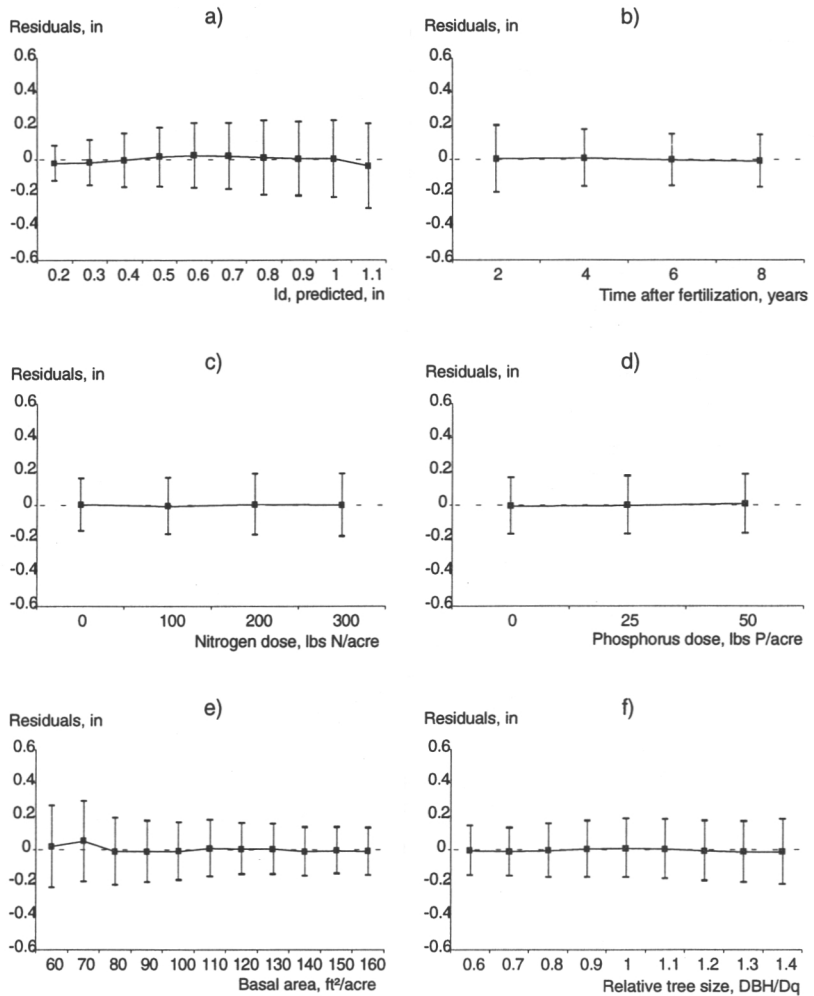 a)
Residuals, in
0.6
0.4
0.2
0
-0.2
-0.4
-0.6
0.2 0.3 0.4 0.5 0.6 0.7 0.8 0.9 1 1.1
Id, predicted, in
b)
Residuals, in
0.6
0.4
0.2
0
-0.2
-0.4
-0.6
2 4 6 8
Time after fertilization, years
c)
Residuals, in
0.6
0.4
0.2
0
-0.2
-0.4
-0.6
0 100 200 300
Nitrogen dose, lbs N/acre
d)
Residuals, in
0.6
0.4
0.2
0
-0.2
-0.4
-0.6
0 25 50
Phosphorus dose, lbs P/acre
e)
Residuals, in
0.6
0.4
0.2
0
-0.2
-0.4
-0.6
60 70 80 90 100 110 120 130 140 150 160
Basal area, ft²/acre
f)
Residuals, in
0.6
0.4
0.2
0
-0.2
-0.4
-0.6
0.6 0.7 0.8 0.9 1 1.1 1.2 1.3 1.4
Relative tree size, DBH/Dq